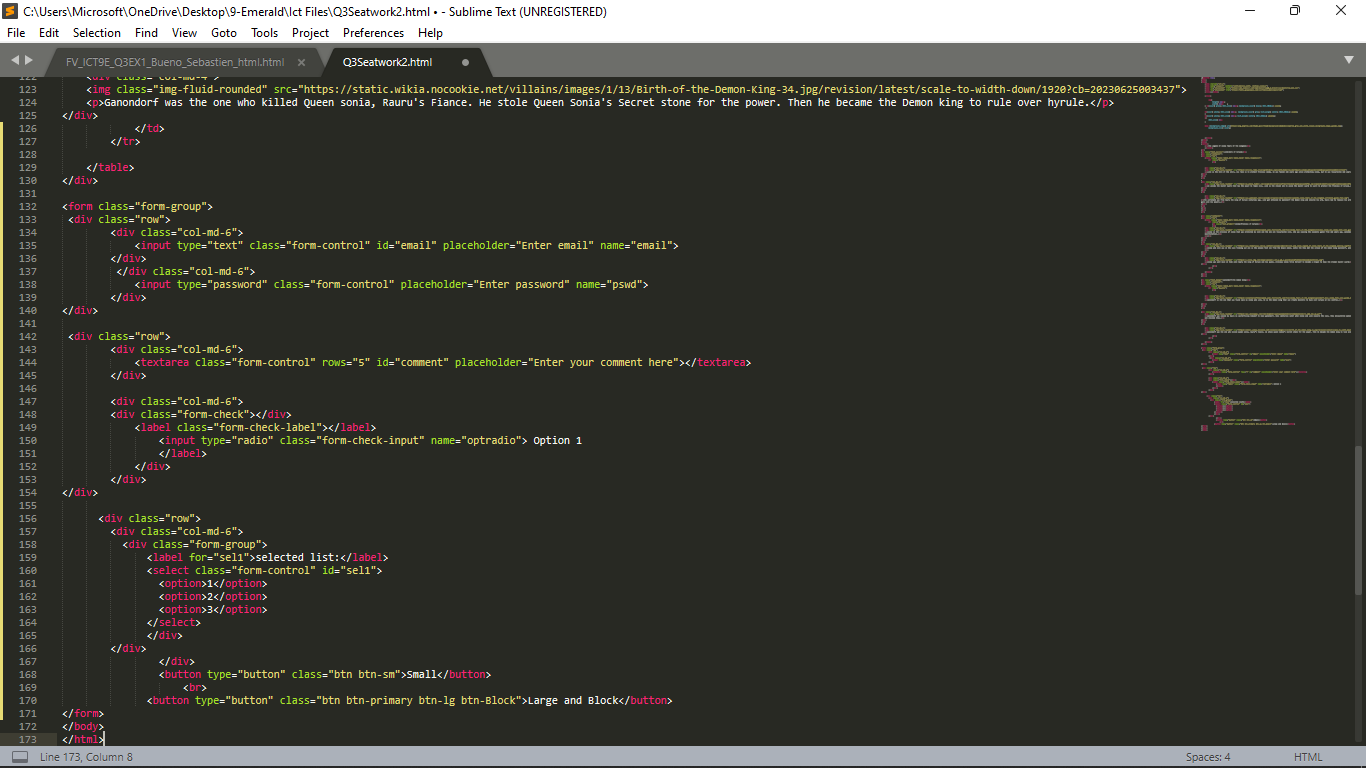 C:\Users\Microsoft\OneDrive\Desktop\9-Emerald\Ict Files\Q3Seatwork2.html • - Sublime Text (UNREGISTERED)
File Edit Selection Find View Goto Tools Project Preferences Help
FV_ICT9E_Q3EX1_Bueno_Sebastien_html.html × Q3Seatwork2.html
122 <div class="col-md-4">
123 <img class="img-fluid-rounded" src="https://static.wikia.nocookie.net/villains/images/1/13/Birth-of-the-Demon-King-34.jpg/revision/latest/scale-to-width-down/1920?cb=20230625003437">
124 <p>Ganondorf was the one who killed Queen sonia, Rauru's Fiance. He stole Queen Sonia's Secret stone for the power. Then he became the Demon king to rule over hyrule.</p>
125 </div>
126 </td>
127 </tr>
128
129 </table>
130 </div>
131
132 <form class="form-group">
133 <div class="row">
134 <div class="col-md-6">
135 <input type="text" class="form-control" id="email" placeholder="Enter email" name="email">
136 </div>
137 </div class="col-md-6">
138 <input type="password" class="form-control" placeholder="Enter password" name="pswd">
139 </div>
140 </div>
141
142 <div class="row">
143 <div class="col-md-6">
144 <textarea class="form-control" rows="5" id="comment" placeholder="Enter your comment here"></textarea>
145 </div>
146
147 <div class="col-md-6">
148 <div class="form-check"></div>
149 <label class="form-check-label"></label>
150 <input type="radio" class="form-check-input" name="optradio"> Option 1
151 </label>
152 </div>
153 </div>
154 </div>
155
156 <div class="row">
157 <div class="col-md-6">
158 <div class="form-group">
159 <label for="sel1">selected list:</label>
160 <select class="form-control" id="sel1">
161 <option>1</option>
162 <option>2</option>
163 <option>3</option>
164 </select>
165 </div>
166 </div>
167 </div>
168 <button type="button" class="btn btn-sm">Small</button>
169 <br>
170 <button type="button" class="btn btn-primary btn-lg btn-Block">Large and Block</button>
171 </form>
172 </body>
173 </html>
Line 173, Column 8 Spaces: 4 HTML